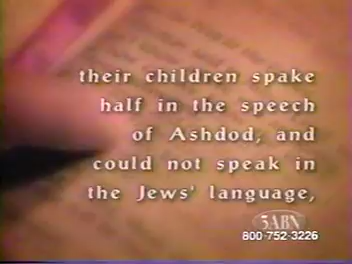 their children spake
half in the speech
of Ashdod, and
could not speak in
the Jews' language,
3ABN
800-752-3226